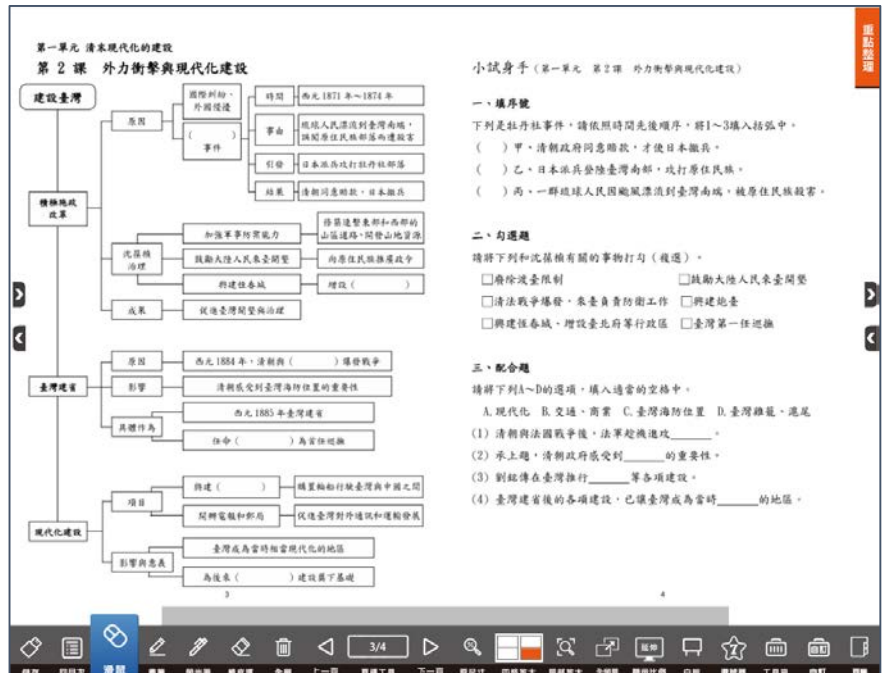 重點整理
第一單元 清末現代化的建設
第 2 課 外力衝擊與現代化建設
建設臺灣
積極施政改革
原因
國際糾紛、外國侵擾
( )事件
時間
西元 1871 年～1874 年
事由
琉球人民漂流到臺灣南端，誤闖原住民族部落而遭殺害
引發
日本派兵攻打牡丹社部落
結果
清朝同意賠款，日本撤兵
沈葆楨治理
加強軍事防禦能力
修築連繫東部和西部的山區道路、開發山地資源
鼓勵大陸人民來臺開墾
向原住民族推廣政令
興建恆春城
增設( )
成果
促進臺灣開墾與治理
臺灣建省
原因
西元 1884 年，清朝與( )爆發戰爭
影響
清朝感受到臺灣海防位置的重要性
具體作為
西元 1885 年臺灣建省
任命( )為首任巡撫
現代化建設
項目
興建( )
購置輪船行駛臺灣與中國之間
開辦電報和郵局
促進臺灣對外通訊和運輸發展
影響與意義
臺灣成為當時相當現代化的地區
為後來( )建設奠下基礎
3
小試身手（第一單元 第 2 課 外力衝擊與現代化建設）
一、填序號
下列是牡丹社事件，請依照時間先後順序，將1～3填入括弧中。
( )甲、清朝政府同意賠款，才使日本撤兵。
( )乙、日本派兵登陸臺灣南部，攻打原住民族。
( )丙、一群琉球人民因颱風漂流到臺灣南端，被原住民族殺害。
二、勾選題
請將下列和沈葆楨有關的事物打勾（複選）。
□廢除渡臺限制 □鼓勵大陸人民來臺開墾
□清法戰爭爆發，來臺負責防衛工作 □興建砲臺
□興建恆春城、增設臺北府等行政區 □臺灣第一任巡撫
三、配合題
請將下列A～D的選項，填入適當的空格中。
A.現代化 B.交通、商業 C.臺灣海防位置 D.臺灣雞籠、滬尾
(1) 清朝與法國戰爭後，法軍趁機進攻______。
(2) 承上題，清朝政府感受到______的重要性。
(3) 劉銘傳在臺灣推行______等各項建設。
(4) 臺灣建省後的各項建設，已讓臺灣成為當時______的地區。
4
3/4
延伸
自訂
滑鼠